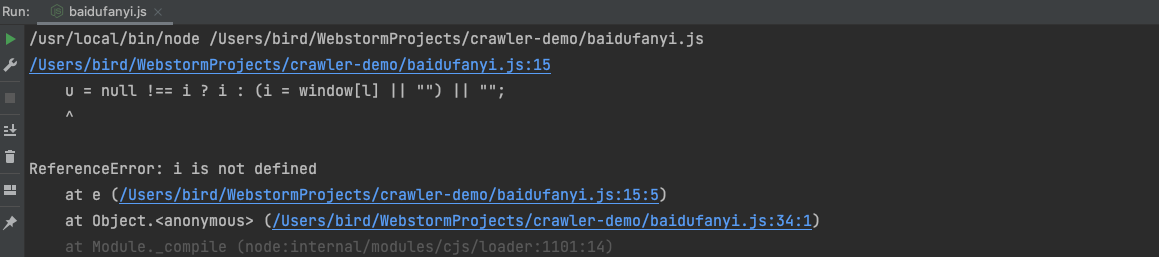 Run: baidufanyi.js
/usr/local/bin/node /Users/bird/WebstormProjects/crawler-demo/baidufanyi.js
/Users/bird/WebstormProjects/crawler-demo/baidufanyi.js:15
    u = null !== i ? i : (i = window[l] || "") || "";
    ^
ReferenceError: i is not defined
    at e (/Users/bird/WebstormProjects/crawler-demo/baidufanyi.js:15:5)
    at Object.<anonymous> (/Users/bird/WebstormProjects/crawler-demo/baidufanyi.js:34:1)
    at Module._compile (node:internal/modules/cjs/loader:1101:14)